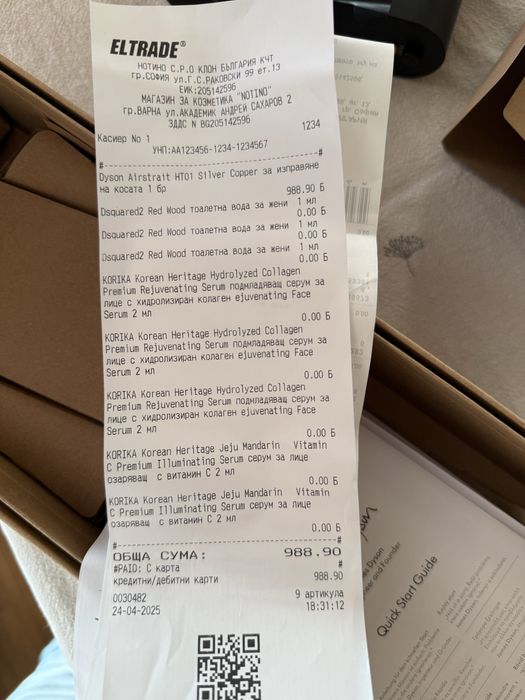 ELTRADE®
НОТИНО С.Р.О КЛОН БЪЛГАРИЯ КЧТ
гр.СОФИЯ ул.Г.С.РАКОВСКИ 99 ет.13
ЕИК:205142596
МАГАЗИН ЗА КОЗМЕТИКА "NOTINO"
гр.ВАРНА ул.АКАДЕМИК АНДРЕЙ САХАРОВ 2
ЗДДС N BG205142596
Касиер No 1 1234
УНП:AA123456-1234-1234567
#-----------------------------------#
Dyson Airstrait HT01 Silver Copper за изправяне
на косата 1 бр
988.90 Б
Dsquared2 Red Wood тоалетна вода за жени 1 мл
0.00 Б
Dsquared2 Red Wood тоалетна вода за жени 1 мл
0.00 Б
Dsquared2 Red Wood тоалетна вода за жени 1 мл
0.00 Б
KORIKA Korean Heritage Hydrolyzed Collagen
Premium Rejuvenating Serum подмладяващ серум за
лице с хидролизиран колаген ejuvenating Face
Serum 2 мл
0.00 Б
KORIKA Korean Heritage Hydrolyzed Collagen
Premium Rejuvenating Serum подмладяващ серум за
лице с хидролизиран колаген ejuvenating Face
Serum 2 мл
0.00 Б
KORIKA Korean Heritage Hydrolyzed Collagen
Premium Rejuvenating Serum подмладяващ серум за
лице с хидролизиран колаген ejuvenating Face
Serum 2 мл
0.00 Б
KORIKA Korean Heritage Jeju Mandarin Vitamin
C Premium Illuminating Serum серум за лице
озаряващ с витамин C 2 мл
0.00 Б
KORIKA Korean Heritage Jeju Mandarin Vitamin
C Premium Illuminating Serum серум за лице
озаряващ с витамин C 2 мл
0.00 Б
#-----------------------------------#
ОБЩА СУМА: 988.90
#PAID: С карта #
кредитни/дебитни карти 988.90
0030482 9 артикула
24-04-2025 18:31:12
Quick Start Guide